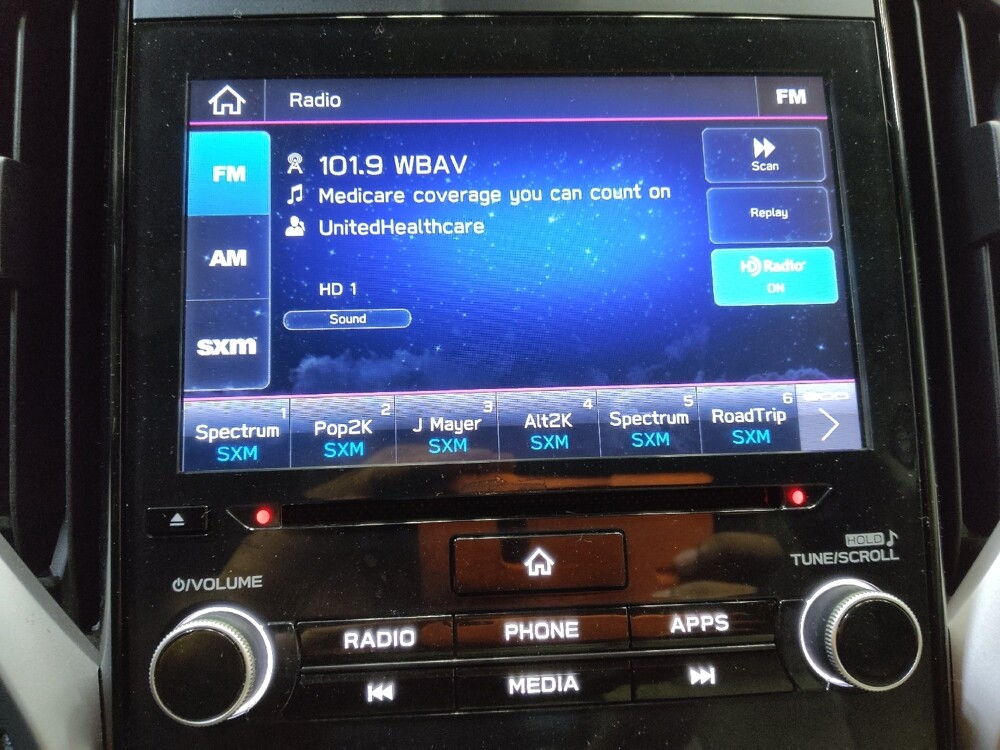 Radio
FM
FM
AM
sxm
101.9 WBAV
Medicare coverage you can count on
UnitedHealthcare
HD 1
Sound
Scan
Replay
HD Radio
ON
1
Spectrum
SXM
2
Pop2K
SXM
3
J Mayer
SXM
4
Alt2K
SXM
5
Spectrum
SXM
6
RoadTrip
SXM
HOLD
TUNE/SCROLL
/VOLUME
RADIO
PHONE
APPS
MEDIA